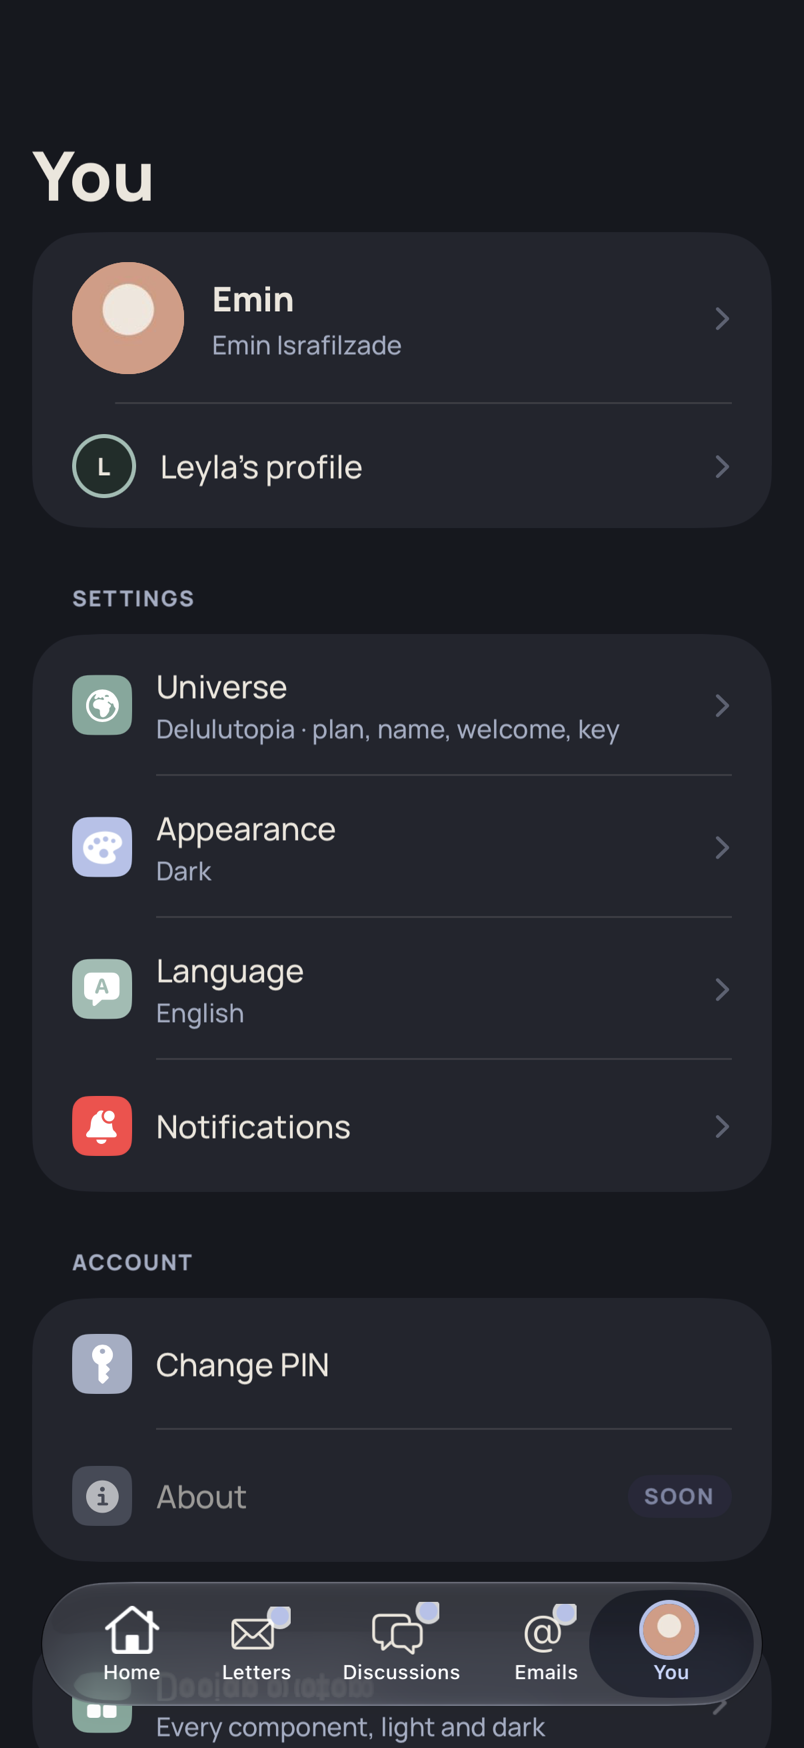 You
Emin
Emin Israfilzade
L
Leyla’s profile
SETTINGS
Universe
Delulutopia · plan, name, welcome, key
Appearance
Dark
A
Language
English
Notifications
ACCOUNT
Change PIN
About
SOON
Home
Letters
Discussions
Emails
You
Every component, light and dark